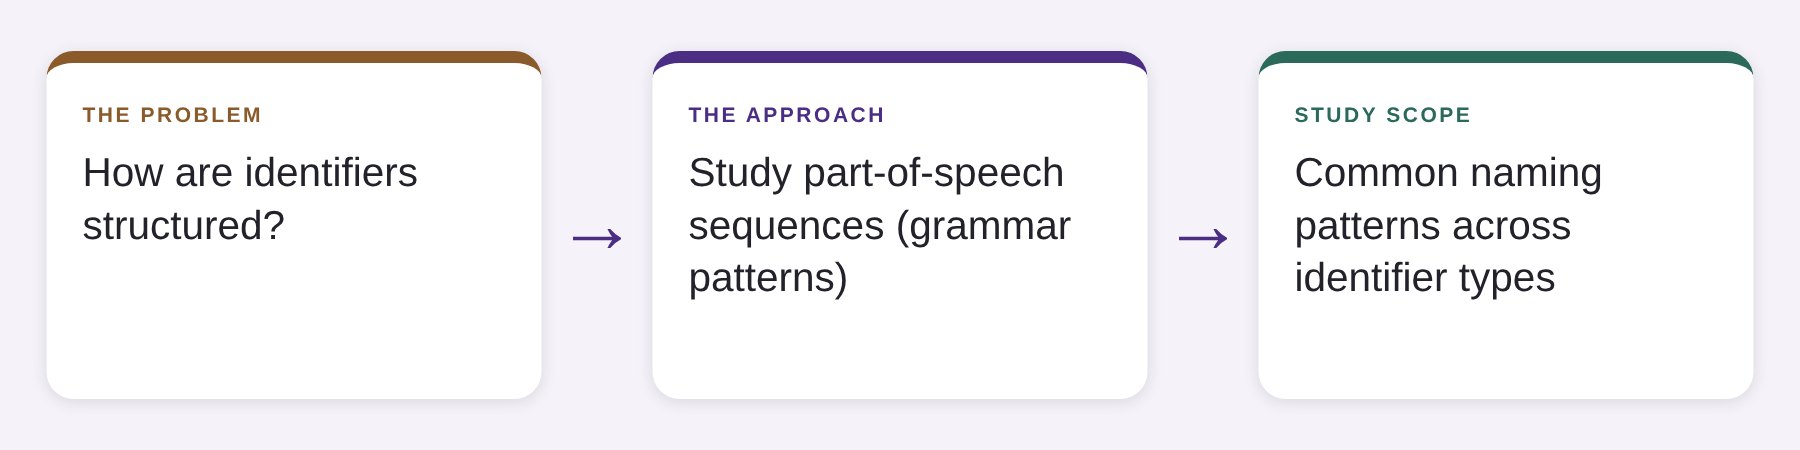 THE PROBLEM
How are identifiers
structured?
→
THE APPROACH
Study part-of-speech
sequences (grammar
patterns)
→
STUDY SCOPE
Common naming
patterns across
identifier types